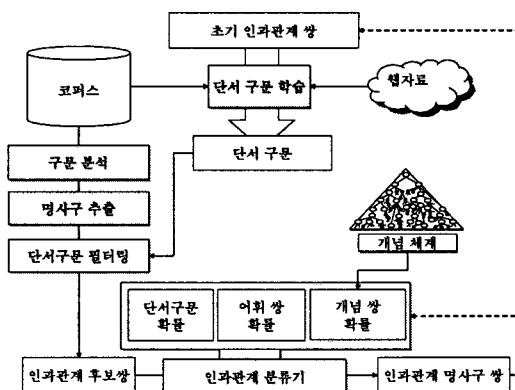 초기 인과관계 쌍
코퍼스
단서 구문 학습
웹자료
구문 분석
단서 구문
명사구 추출
단서구문 필터링
개념 체계
단서구문
확률
어휘 쌍
확률
개념 쌍
확률
인과관계 후보쌍
인과관계 분류기
인과관계 명사구 쌍